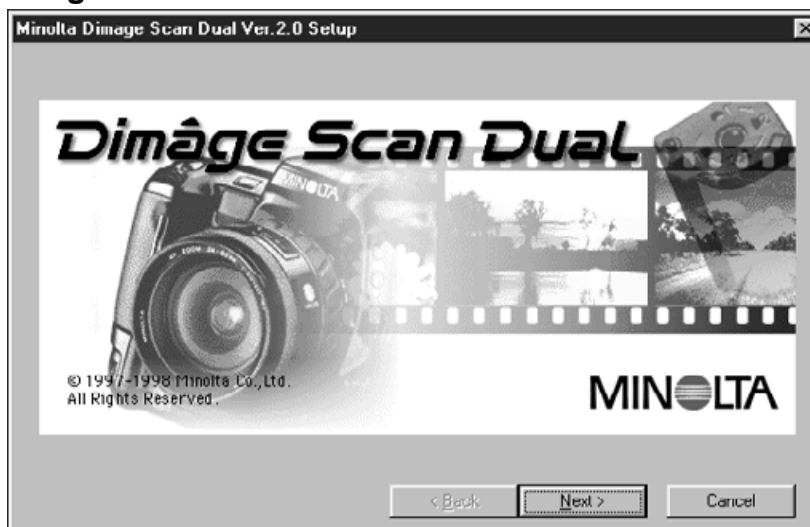 Minolta Dimage Scan Dual Ver.2.0 Setup
Dimâge Scan Dual
MINOLTA
© 1997-1998 Minolta Co.,Ltd.
All Rights Reserved.
MINOLTA
< Back
Next >
Cancel